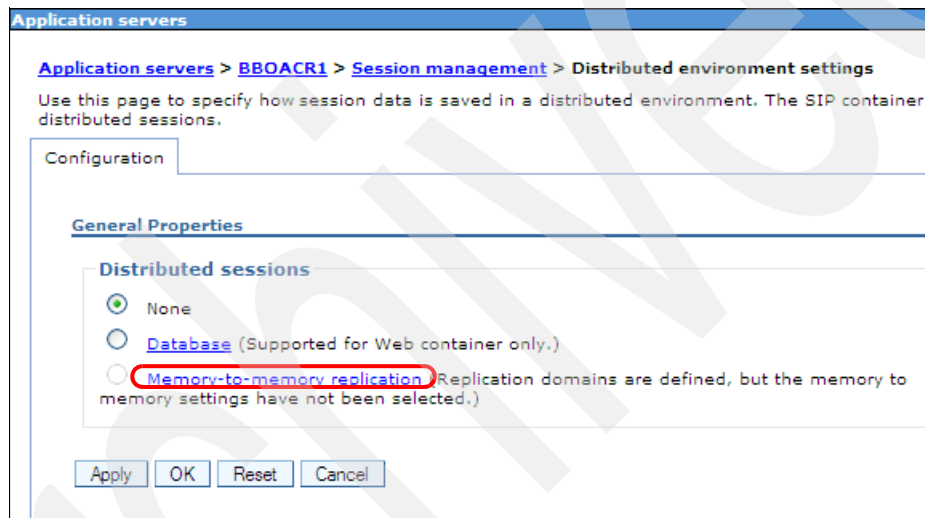 Application servers
Application servers > BBOACR1 > Session management > Distributed environment settings
Use this page to specify how session data is saved in a distributed environment. The SIP container
distributed sessions.
Configuration
General Properties
Distributed sessions
None
Database (Supported for Web container only.)
Memory-to-memory replication (Replication domains are defined, but the memory to
memory settings have not been selected.)
Apply OK Reset Cancel